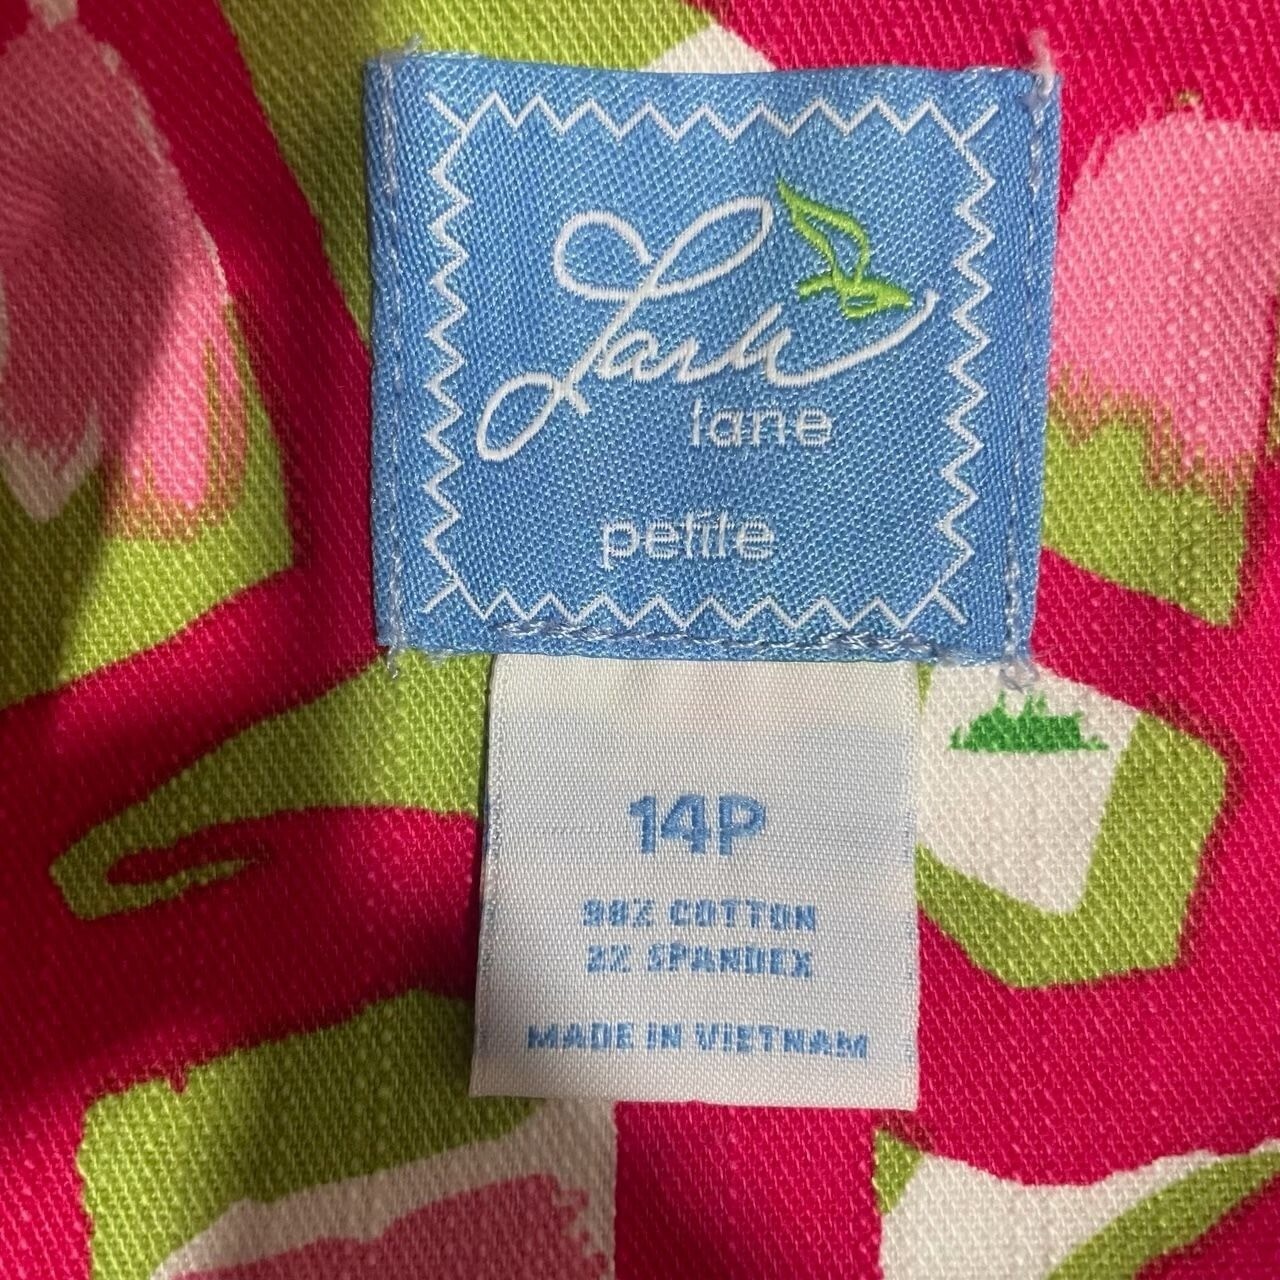 Lark
lane
petite
14P
98% COTTON
2% SPANDEX
MADE IN VIETNAM